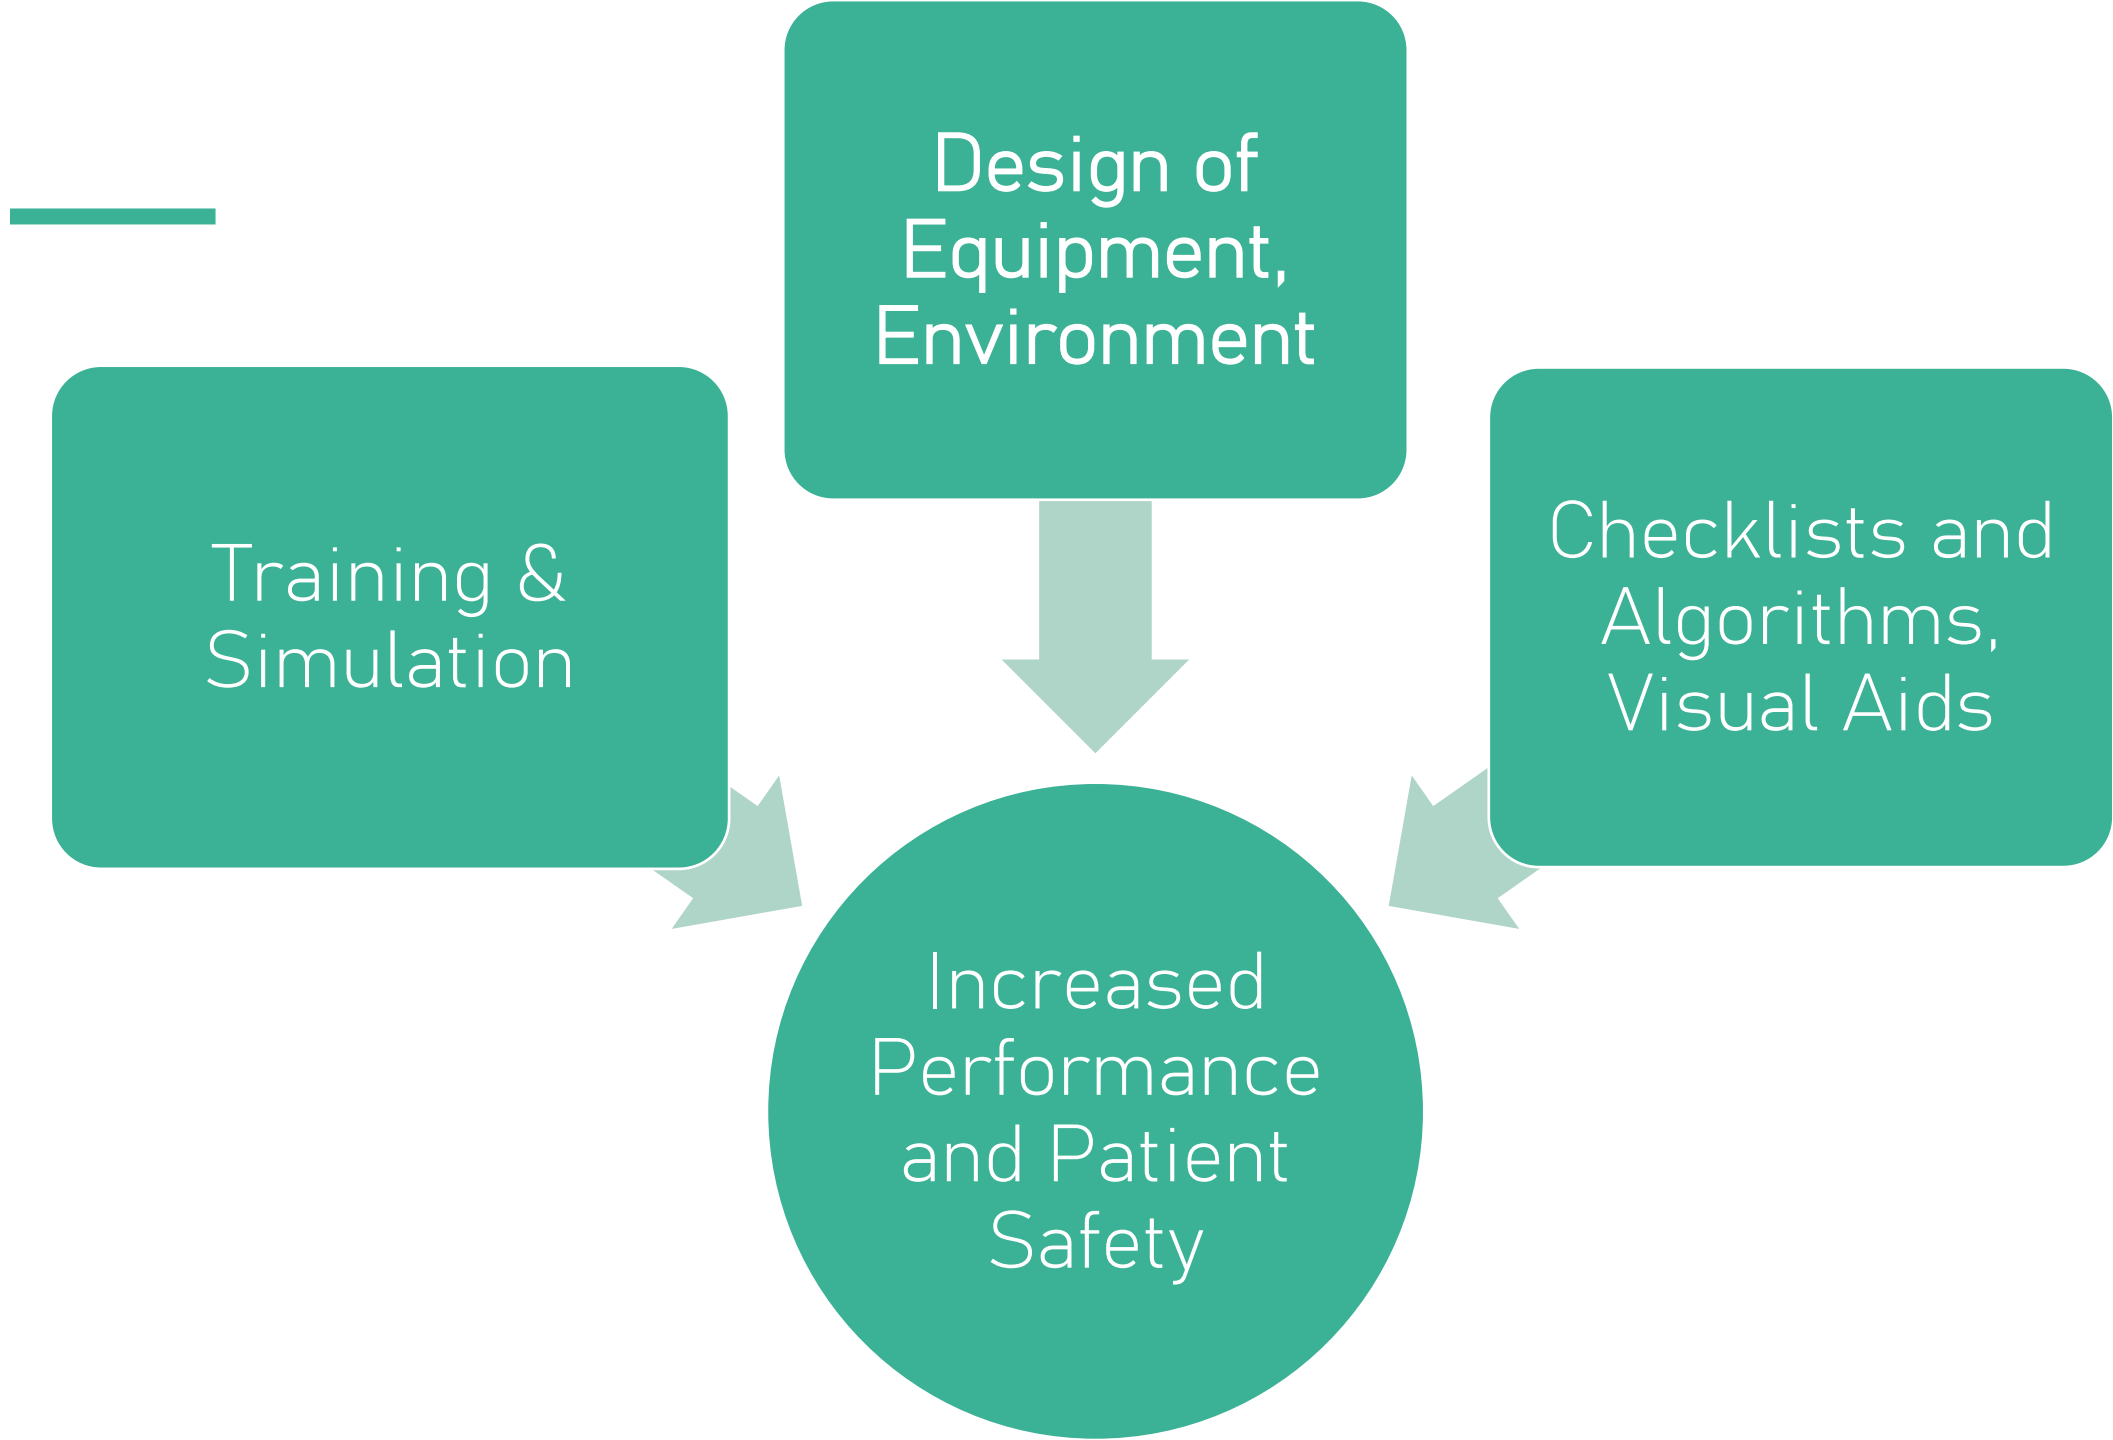 Design of
Equipment,
Environment
Training &
Simulation
Checklists and
Algorithms,
Visual Aids
Increased
Performance
and Patient
Safety